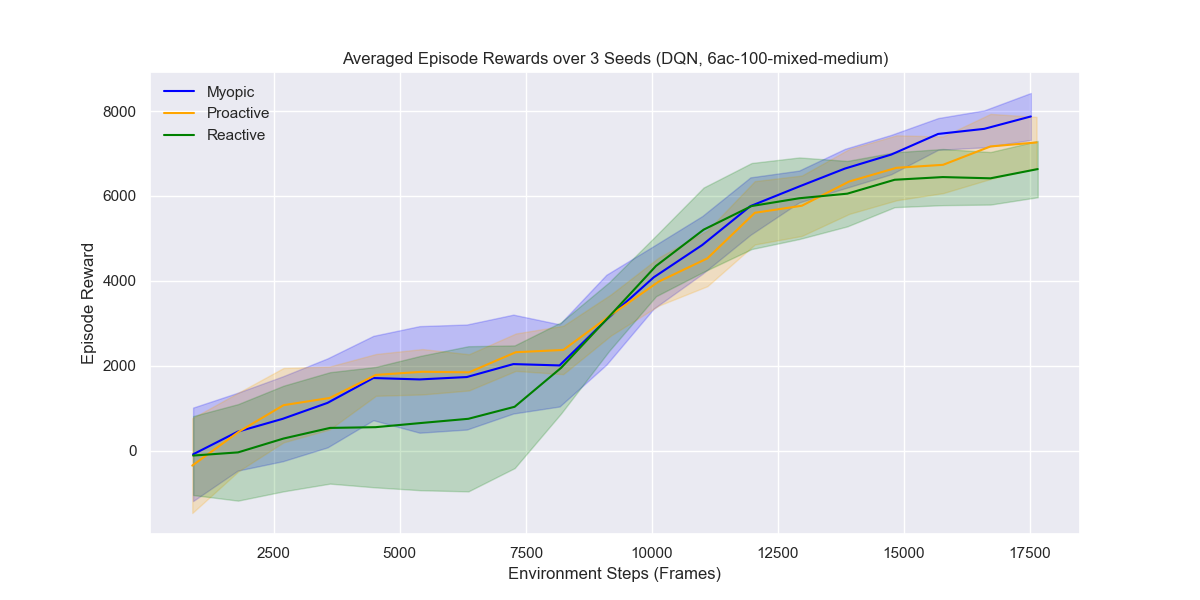 Averaged Episode Rewards over 3 Seeds (DQN, 6ac-100-mixed-medium)
Myopic
Proactive
Reactive
8000
6000
4000
2000
0
Episode Reward
2500 5000 7500 10000 12500 15000 17500
Environment Steps (Frames)